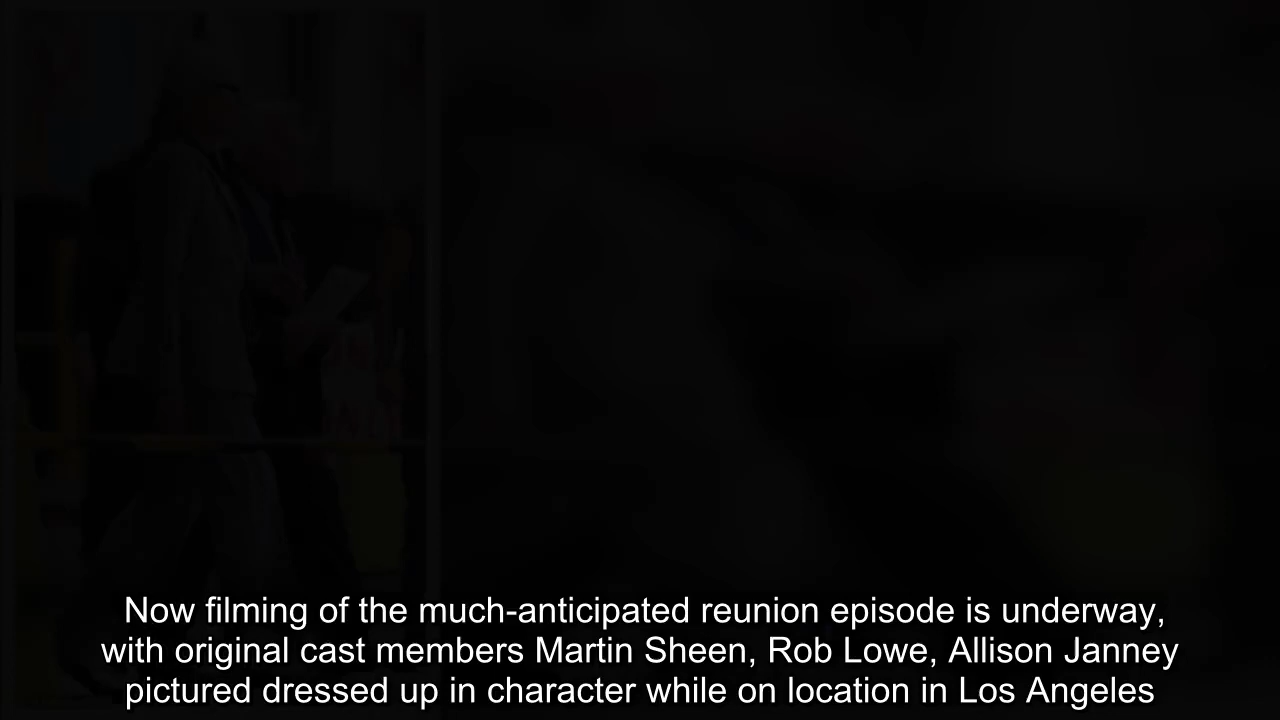 Now filming of the much-anticipated reunion episode is underway,
with original cast members Martin Sheen, Rob Lowe, Allison Janney
pictured dressed up in character while on location in Los Angeles